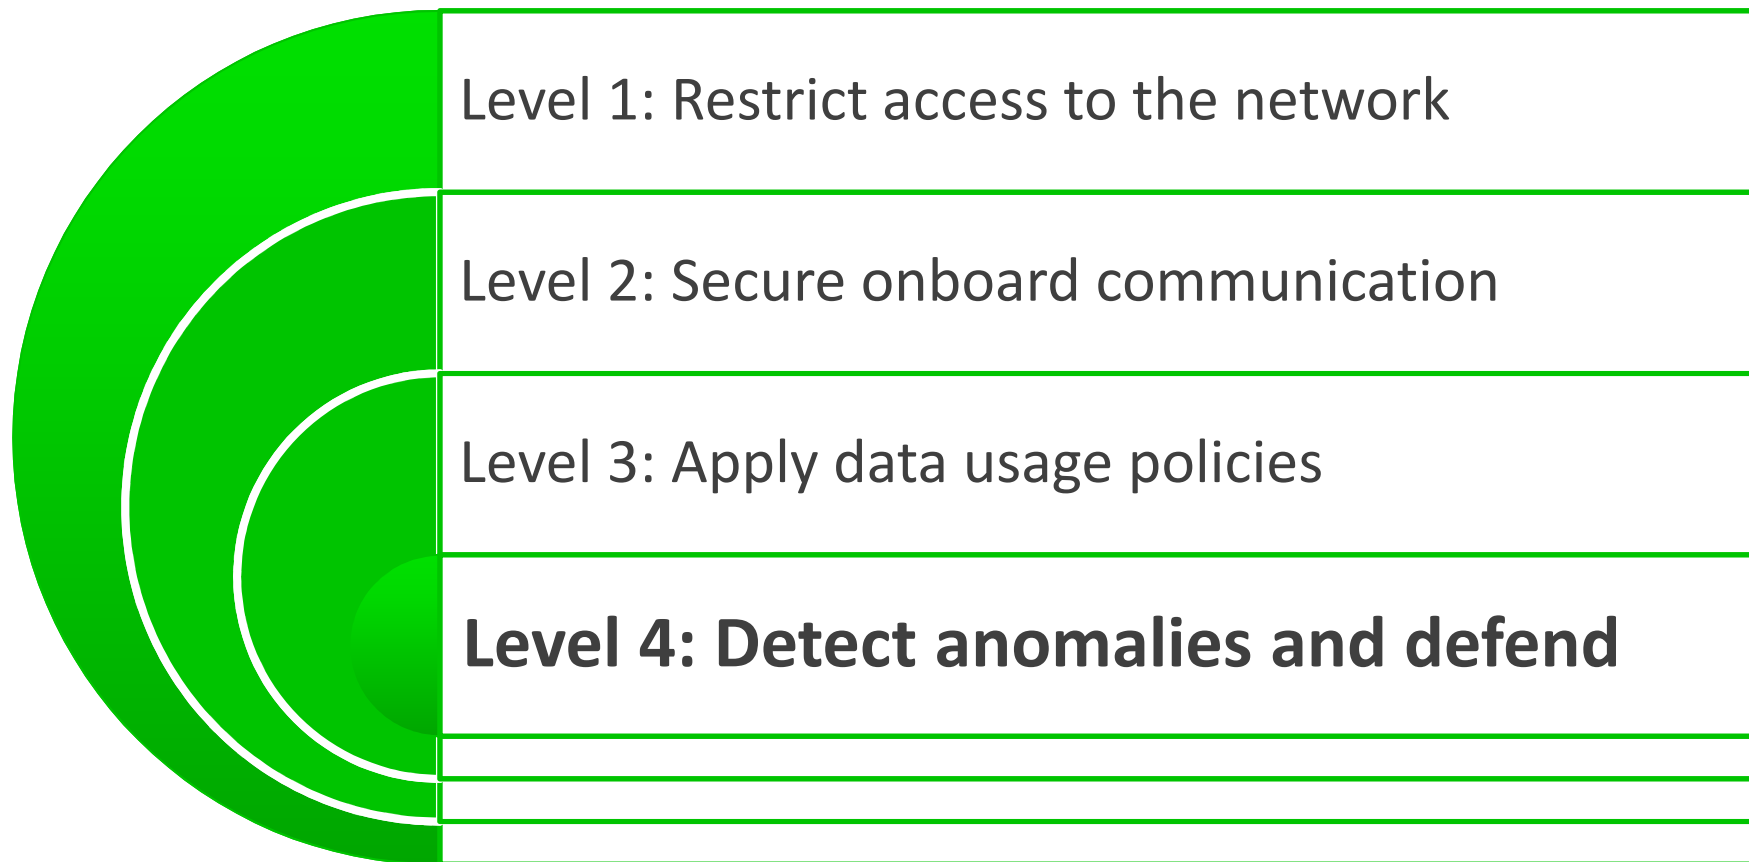 Level 1: Restrict access to the network
Level 2: Secure onboard communication
Level 3: Apply data usage policies
Level 4: Detect anomalies and defend